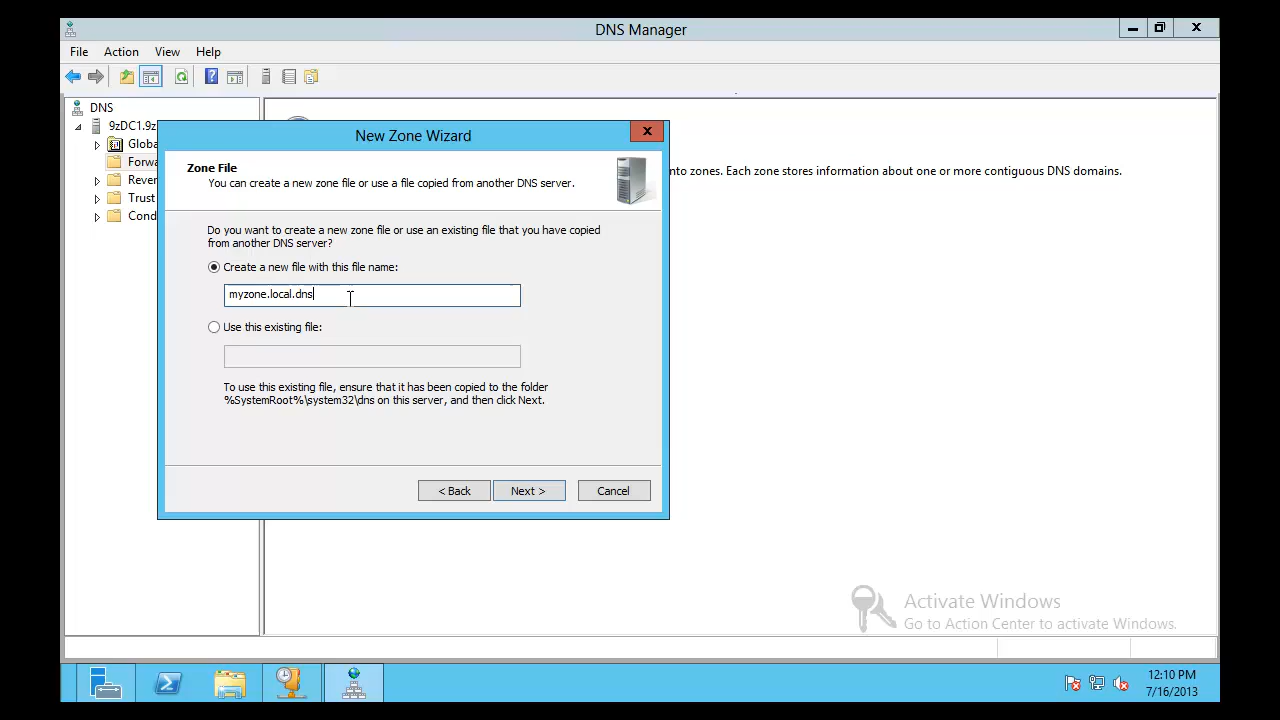 DNS Manager
File Action View Help
DNS
9zDC1.9z
Globa
Forwa
Rever
Trust
Cond
nto zones. Each zone stores information about one or more contiguous DNS domains.
New Zone Wizard
Zone File
You can create a new zone file or use a file copied from another DNS server.
Do you want to create a new zone file or use an existing file that you have copied
from another DNS server?
Create a new file with this file name:
myzone.local.dns
Use this existing file:
To use this existing file, ensure that it has been copied to the folder
%SystemRoot%\system32\dns on this server, and then click Next.
< Back Next > Cancel
Activate Windows
Go to Action Center to activate Windows.
12:10 PM
7/16/2013